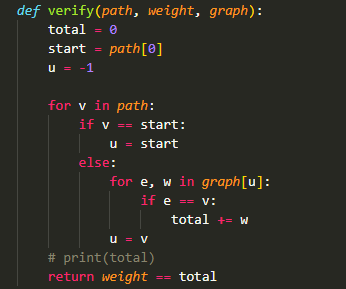 def verify(path, weight, graph):
    total = 0
    start = path[0]
    u = -1

    for v in path:
        if v == start:
            u = start
        else:
            for e, w in graph[u]:
                if e == v:
                    total += w
            u = v
    # print(total)
    return weight == total